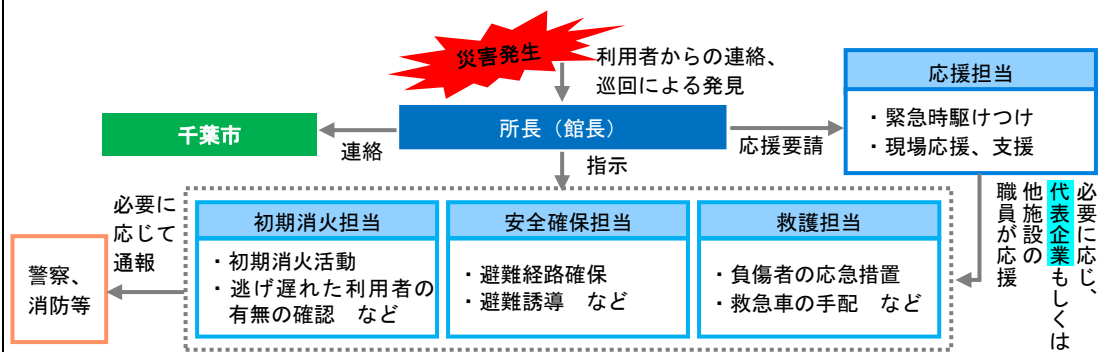 災害発生
利用者からの連絡、
巡回による発見
所長（館長）
千葉市
連絡
応援要請
指示
応援担当
・緊急時駆けつけ
・現場応援、支援
必要に応じ、
代表企業もしくは
他施設の
職員が応援
初期消火担当
・初期消火活動
・逃げ遅れた利用者の
有無の確認　など
安全確保担当
・避難経路確保
・避難誘導　など
救護担当
・負傷者の応急措置
・救急車の手配　など
必要に
応じて
通報
警察、
消防等